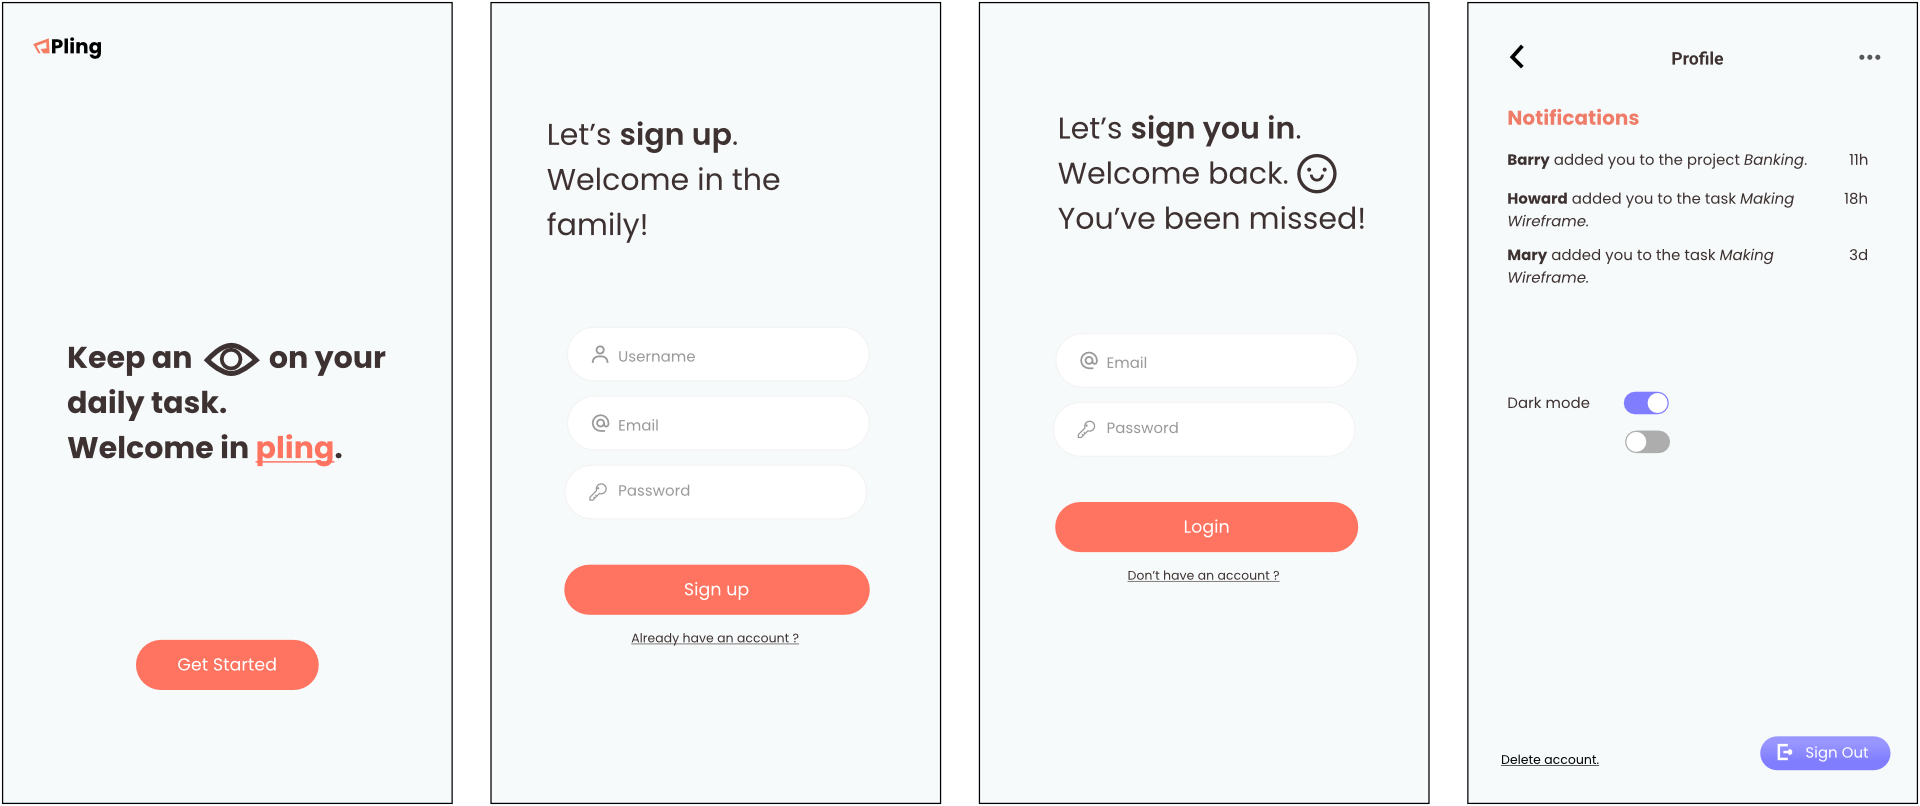 Pling
Keep an on your
daily task.
Welcome in pling.
Get Started
Let's sign up.
Welcome in the
family!
Username
Email
Password
Sign up
Already have an account ?
Let's sign you in.
Welcome back.
You've been missed!
Email
Password
Login
Don't have an account ?
Profile
Notifications
Barry added you to the project Banking. 11h
Howard added you to the task Making 18h
Wireframe.
Mary added you to the task Making 3d
Wireframe.
Dark mode
Delete account.
Sign Out